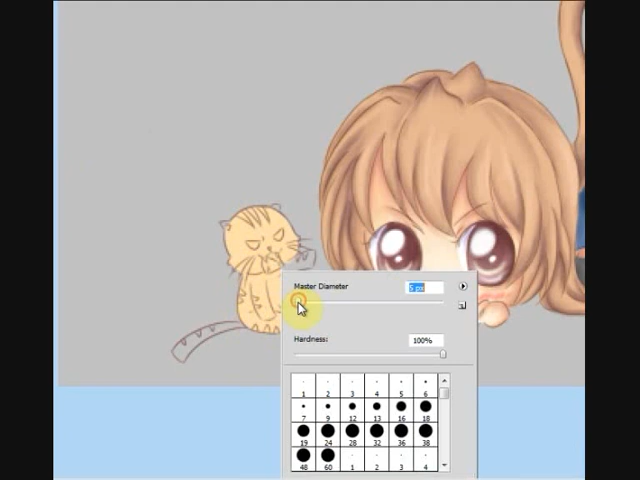 Master Diameter 5 px
Hardness: 100%
1 2 3 4 5 6
7 9 12 13 16 18
19 24 28 32 36 38
48 60 1 2 3 4